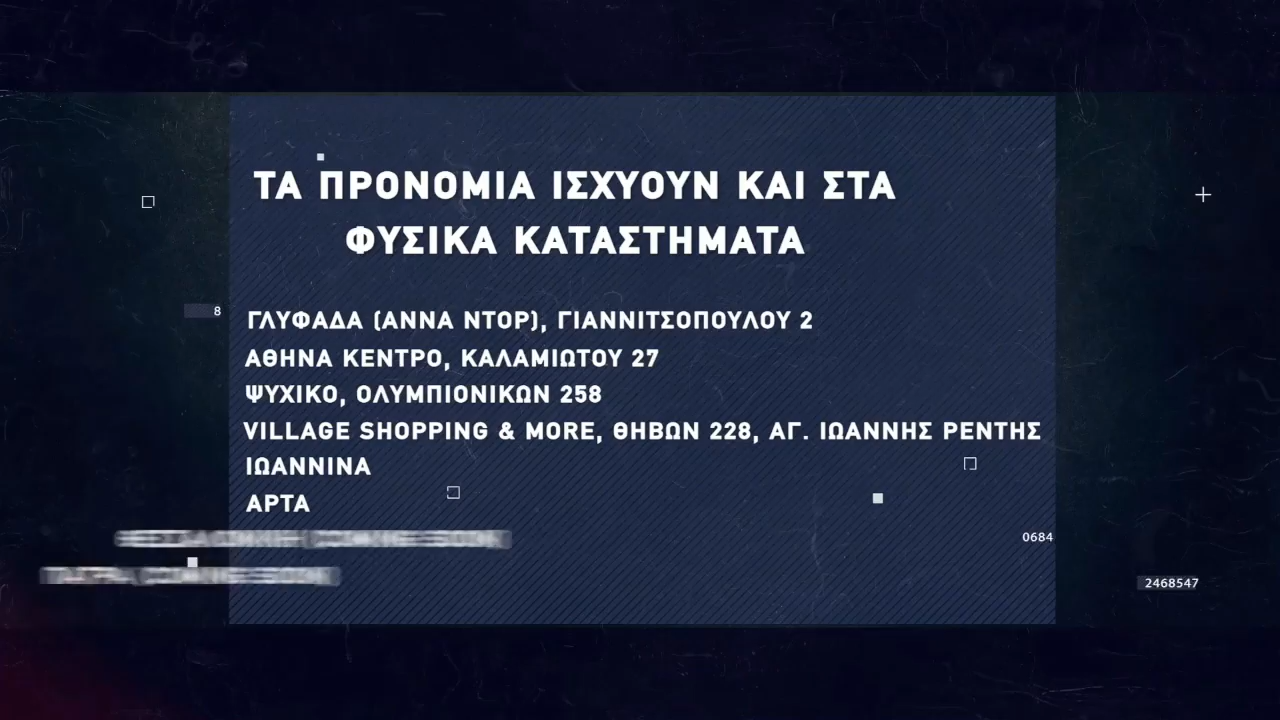 ΤΑ ΠΡΟΝΟΜΙΑ ΙΣΧΥΟΥΝ ΚΑΙ ΣΤΑ
ΦΥΣΙΚΑ ΚΑΤΑΣΤΗΜΑΤΑ
8
ΓΛΥΦΑΔΑ (ΑΝΝΑ ΝΤΟΡ), ΓΙΑΝΝΙΤΣΟΠΟΥΛΟΥ 2
ΑΘΗΝΑ ΚΕΝΤΡΟ, ΚΑΛΑΜΙΩΤΟΥ 27
ΨΥΧΙΚΟ, ΟΛΥΜΠΙΟΝΙΚΩΝ 258
VILLAGE SHOPPING & MORE, ΘΗΒΩΝ 228, ΑΓ. ΙΩΑΝΝΗΣ ΡΕΝΤΗΣ
ΙΩΑΝΝΙΝΑ
ΑΡΤΑ
0684
2468547